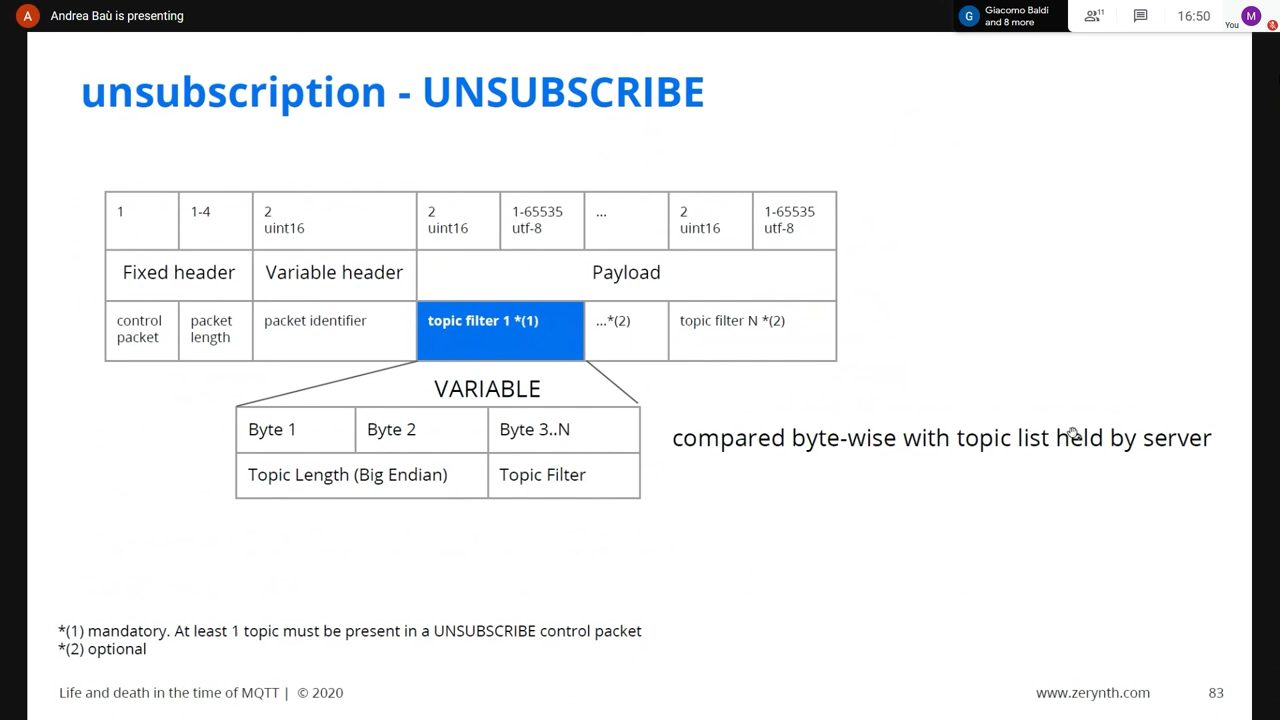 A Andrea Baù is presenting
G Giacomo Baldi
and 8 more
11
16:50
You
M
unsubscription - UNSUBSCRIBE
1 1-4 2 2 1-65535 ... 2 1-65535
uint16 uint16 utf-8 uint16 utf-8
Fixed header Variable header Payload
control packet packet identifier topic filter 1 *(1) ...*(2) topic filter N *(2)
packet length
VARIABLE
Byte 1 Byte 2 Byte 3..N
Topic Length (Big Endian) Topic Filter
compared byte-wise with topic list held by server
*(1) mandatory. At least 1 topic must be present in a UNSUBSCRIBE control packet
*(2) optional
Life and death in the time of MQTT | © 2020
www.zerynth.com 83